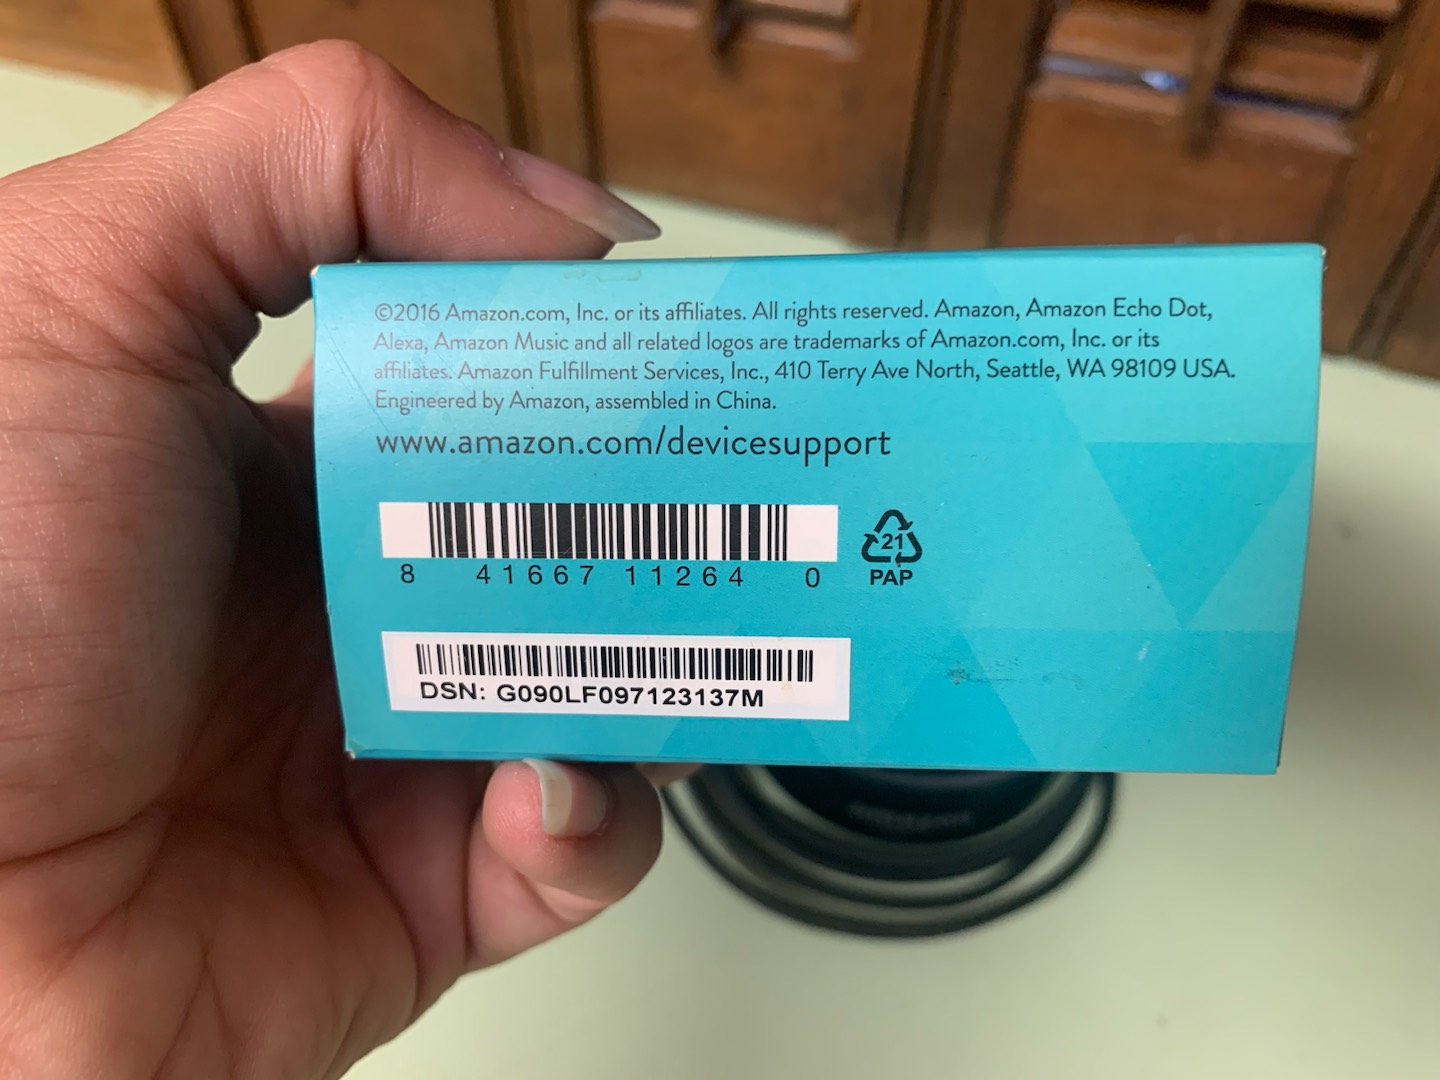 ©2016 Amazon.com, Inc. or its affiliates. All rights reserved. Amazon, Amazon Echo Dot,
Alexa, Amazon Music and all related logos are trademarks of Amazon.com, Inc. or its
affiliates. Amazon Fulfillment Services, Inc., 410 Terry Ave North, Seattle, WA 98109 USA.
Engineered by Amazon, assembled in China.
www.amazon.com/devicesupport
8 41667 11264 0
21
PAP
DSN: G090LF097123137M